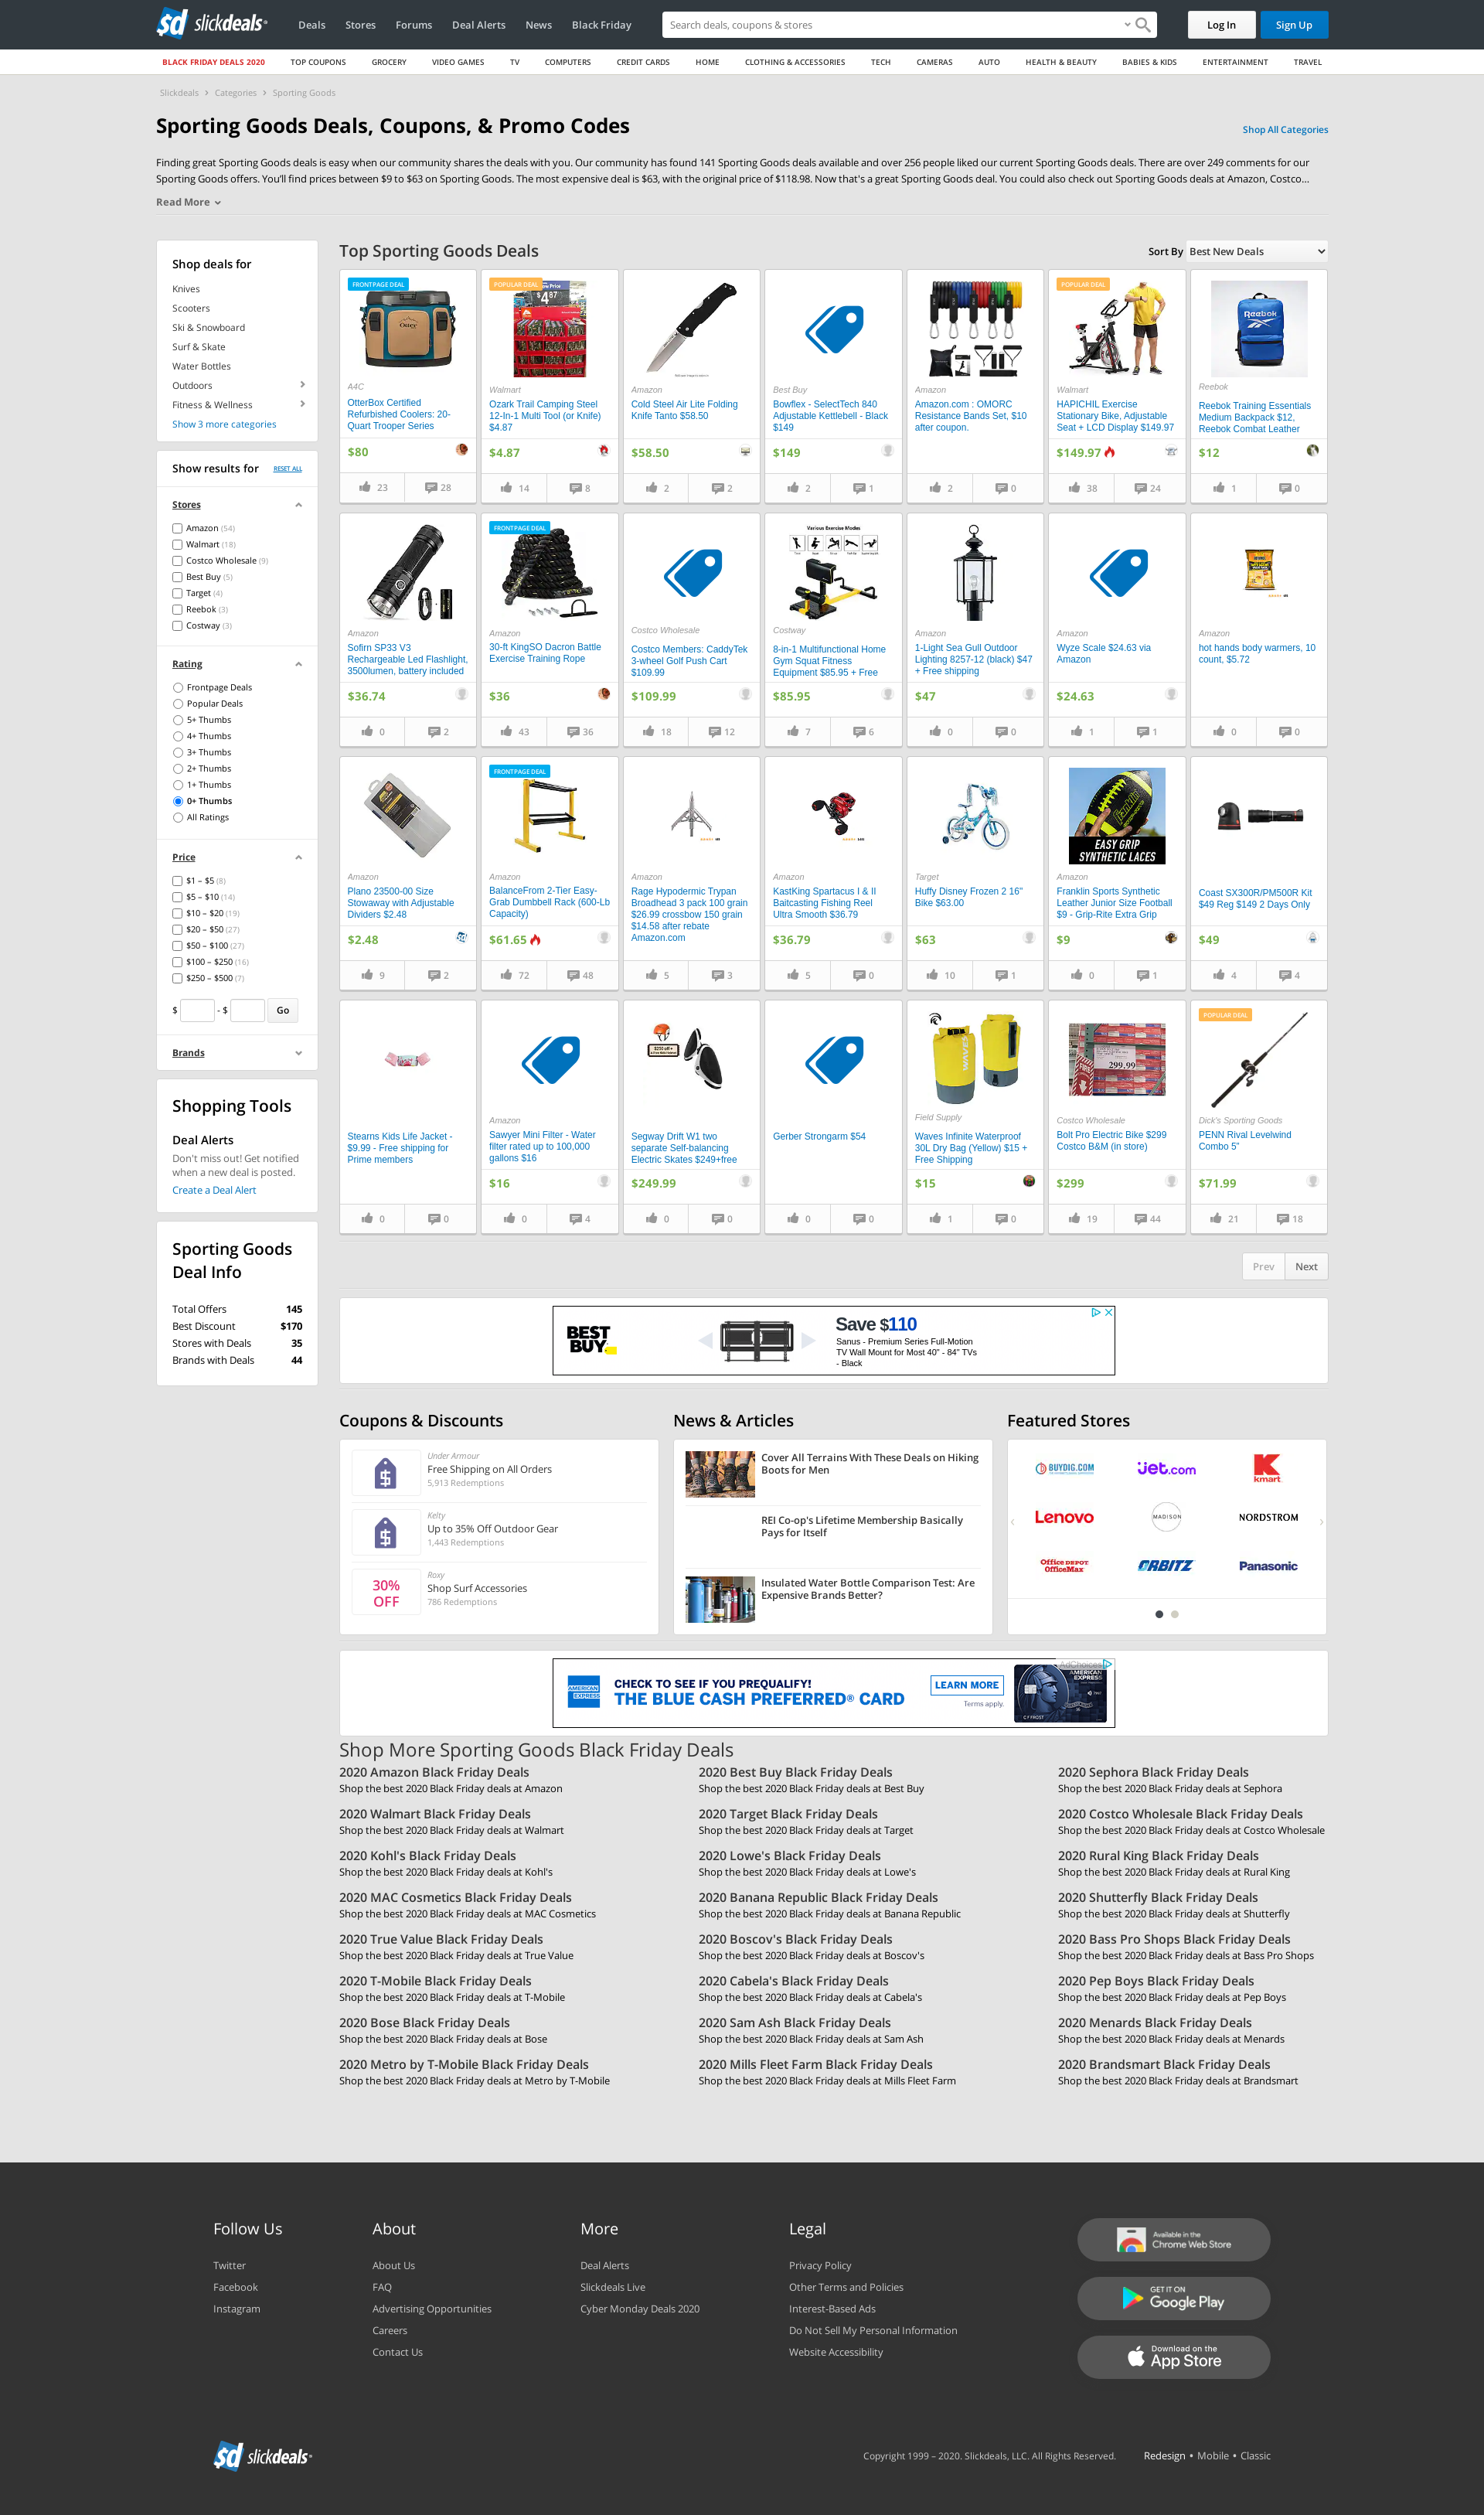 sd slickdeals
Deals Stores Forums Deal Alerts News Black Friday
Search deals, coupons & stores
Log In Sign Up
BLACK FRIDAY DEALS 2020 TOP COUPONS GROCERY VIDEO GAMES TV COMPUTERS CREDIT CARDS HOME CLOTHING & ACCESSORIES TECH CAMERAS AUTO HEALTH & BEAUTY BABIES & KIDS ENTERTAINMENT TRAVEL
Slickdeals › Categories › Sporting Goods
Sporting Goods Deals, Coupons, & Promo Codes
Shop All Categories
Finding great Sporting Goods deals is easy when our community shares the deals with you. Our community has found 141 Sporting Goods deals available and over 256 people liked our current Sporting Goods deals. There are over 249 comments for our
Sporting Goods offers. You'll find prices between $9 to $63 on Sporting Goods. The most expensive deal is $63, with the original price of $118.98. Now that's a great Sporting Goods deal. You could also check out Sporting Goods deals at Amazon, Costco...
Read More
Shop deals for
Knives
Scooters
Ski & Snowboard
Surf & Skate
Water Bottles
Outdoors
Fitness & Wellness
Show 3 more categories
Show results for RESET ALL
Stores
Amazon (54)
Walmart (18)
Costco Wholesale (9)
Best Buy (5)
Target (4)
Reebok (3)
Costway (3)
Rating
Frontpage Deals
Popular Deals
5+ Thumbs
4+ Thumbs
3+ Thumbs
2+ Thumbs
1+ Thumbs
0+ Thumbs
All Ratings
Price
$1 – $5 (8)
$5 – $10 (14)
$10 – $20 (19)
$20 – $50 (27)
$50 – $100 (27)
$100 – $250 (16)
$250 – $500 (7)
$ - $ Go
Brands
Shopping Tools
Deal Alerts
Don't miss out! Get notified
when a new deal is posted.
Create a Deal Alert
Sporting Goods
Deal Info
Total Offers 145
Best Discount $170
Stores with Deals 35
Brands with Deals 44
Top Sporting Goods Deals
Sort By Best New Deals
FRONTPAGE DEAL
A4C
OtterBox Certified
Refurbished Coolers: 20-
Quart Trooper Series
$80
23 28
POPULAR DEAL
Walmart
Ozark Trail Camping Steel
12-In-1 Multi Tool (or Knife)
$4.87
$4.87
14 8
Amazon
Cold Steel Air Lite Folding
Knife Tanto $58.50
$58.50
2 2
Best Buy
Bowflex - SelectTech 840
Adjustable Kettlebell - Black
$149
$149
2 1
Amazon
Amazon.com : OMORC
Resistance Bands Set, $10
after coupon.
2 0
POPULAR DEAL
Walmart
HAPICHIL Exercise
Stationary Bike, Adjustable
Seat + LCD Display $149.97
$149.97
38 24
Reebok
Reebok
Reebok Training Essentials
Medium Backpack $12,
Reebok Combat Leather
$12
1 0
Amazon
Sofirn SP33 V3
Rechargeable Led Flashlight,
3500lumen, battery included
$36.74
0 2
FRONTPAGE DEAL
Amazon
30-ft KingSO Dacron Battle
Exercise Training Rope
$36
43 36
Costco Wholesale
Costco Members: CaddyTek
3-wheel Golf Push Cart
$109.99
$109.99
18 12
Various Exercise Modes
Costway
8-in-1 Multifunctional Home
Gym Squat Fitness
Equipment $85.95 + Free
$85.95
7 6
Amazon
1-Light Sea Gull Outdoor
Lighting 8257-12 (black) $47
+ Free shipping
$47
0 0
Amazon
Wyze Scale $24.63 via
Amazon
$24.63
1 1
Amazon
hot hands body warmers, 10
count, $5.72
0 0
Amazon
Plano 23500-00 Size
Stowaway with Adjustable
Dividers $2.48
$2.48
9 2
FRONTPAGE DEAL
Amazon
BalanceFrom 2-Tier Easy-
Grab Dumbbell Rack (600-Lb
Capacity)
$61.65
72 48
Amazon
Rage Hypodermic Trypan
Broadhead 3 pack 100 grain
$26.99 crossbow 150 grain
$14.58 after rebate
Amazon.com
5 3
Amazon
KastKing Spartacus I & II
Baitcasting Fishing Reel
Ultra Smooth $36.79
$36.79
5 0
Target
Huffy Disney Frozen 2 16"
Bike $63.00
$63
10 1
franklin
EASY GRIP
SYNTHETIC LACES
Amazon
Franklin Sports Synthetic
Leather Junior Size Football
$9 - Grip-Rite Extra Grip
$9
0 1
Coast SX300R/PM500R Kit
$49 Reg $149 2 Days Only
$49
4 4
Stearns Kids Life Jacket -
$9.99 - Free shipping for
Prime members
0 0
Amazon
Sawyer Mini Filter - Water
filter rated up to 100,000
gallons $16
$16
0 4
Segway Drift W1 two
separate Self-balancing
Electric Skates $249+free
$249.99
0 0
Gerber Strongarm $54
0 0
WAVES
Field Supply
Waves Infinite Waterproof
30L Dry Bag (Yellow) $15 +
Free Shipping
$15
1 0
299.99
Costco Wholesale
Bolt Pro Electric Bike $299
Costco B&M (in store)
$299
19 44
POPULAR DEAL
Dick's Sporting Goods
PENN Rival Levelwind
Combo 5"
$71.99
21 18
Prev Next
BEST BUY
Save $110
Sanus - Premium Series Full-Motion
TV Wall Mount for Most 40" - 84" TVs
- Black
Coupons & Discounts
Under Armour
Free Shipping on All Orders
5,913 Redemptions
Kelty
Up to 35% Off Outdoor Gear
1,443 Redemptions
30% OFF
Roxy
Shop Surf Accessories
786 Redemptions
News & Articles
Cover All Terrains With These Deals on Hiking
Boots for Men
REI Co-op's Lifetime Membership Basically
Pays for Itself
Insulated Water Bottle Comparison Test: Are
Expensive Brands Better?
Featured Stores
BUYDIG.COM jet.com Kmart
Lenovo MADISON NORDSTROM
Office DEPOT OfficeMax ORBITZ Panasonic
AdChoices
AMERICAN EXPRESS
CHECK TO SEE IF YOU PREQUALIFY!
THE BLUE CASH PREFERRED® CARD
LEARN MORE
Terms apply.
AMERICAN EXPRESS
C F FROST
Shop More Sporting Goods Black Friday Deals
2020 Amazon Black Friday Deals
Shop the best 2020 Black Friday deals at Amazon
2020 Best Buy Black Friday Deals
Shop the best 2020 Black Friday deals at Best Buy
2020 Sephora Black Friday Deals
Shop the best 2020 Black Friday deals at Sephora
2020 Walmart Black Friday Deals
Shop the best 2020 Black Friday deals at Walmart
2020 Target Black Friday Deals
Shop the best 2020 Black Friday deals at Target
2020 Costco Wholesale Black Friday Deals
Shop the best 2020 Black Friday deals at Costco Wholesale
2020 Kohl's Black Friday Deals
Shop the best 2020 Black Friday deals at Kohl's
2020 Lowe's Black Friday Deals
Shop the best 2020 Black Friday deals at Lowe's
2020 Rural King Black Friday Deals
Shop the best 2020 Black Friday deals at Rural King
2020 MAC Cosmetics Black Friday Deals
Shop the best 2020 Black Friday deals at MAC Cosmetics
2020 Banana Republic Black Friday Deals
Shop the best 2020 Black Friday deals at Banana Republic
2020 Shutterfly Black Friday Deals
Shop the best 2020 Black Friday deals at Shutterfly
2020 True Value Black Friday Deals
Shop the best 2020 Black Friday deals at True Value
2020 Boscov's Black Friday Deals
Shop the best 2020 Black Friday deals at Boscov's
2020 Bass Pro Shops Black Friday Deals
Shop the best 2020 Black Friday deals at Bass Pro Shops
2020 T-Mobile Black Friday Deals
Shop the best 2020 Black Friday deals at T-Mobile
2020 Cabela's Black Friday Deals
Shop the best 2020 Black Friday deals at Cabela's
2020 Pep Boys Black Friday Deals
Shop the best 2020 Black Friday deals at Pep Boys
2020 Bose Black Friday Deals
Shop the best 2020 Black Friday deals at Bose
2020 Sam Ash Black Friday Deals
Shop the best 2020 Black Friday deals at Sam Ash
2020 Menards Black Friday Deals
Shop the best 2020 Black Friday deals at Menards
2020 Metro by T-Mobile Black Friday Deals
Shop the best 2020 Black Friday deals at Metro by T-Mobile
2020 Mills Fleet Farm Black Friday Deals
Shop the best 2020 Black Friday deals at Mills Fleet Farm
2020 Brandsmart Black Friday Deals
Shop the best 2020 Black Friday deals at Brandsmart
Follow Us
Twitter
Facebook
Instagram
About
About Us
FAQ
Advertising Opportunities
Careers
Contact Us
More
Deal Alerts
Slickdeals Live
Cyber Monday Deals 2020
Legal
Privacy Policy
Other Terms and Policies
Interest-Based Ads
Do Not Sell My Personal Information
Website Accessibility
Available in the
Chrome Web Store
GET IT ON
Google Play
Download on the
App Store
sd slickdeals
Copyright 1999 – 2020. Slickdeals, LLC. All Rights Reserved. Redesign • Mobile • Classic